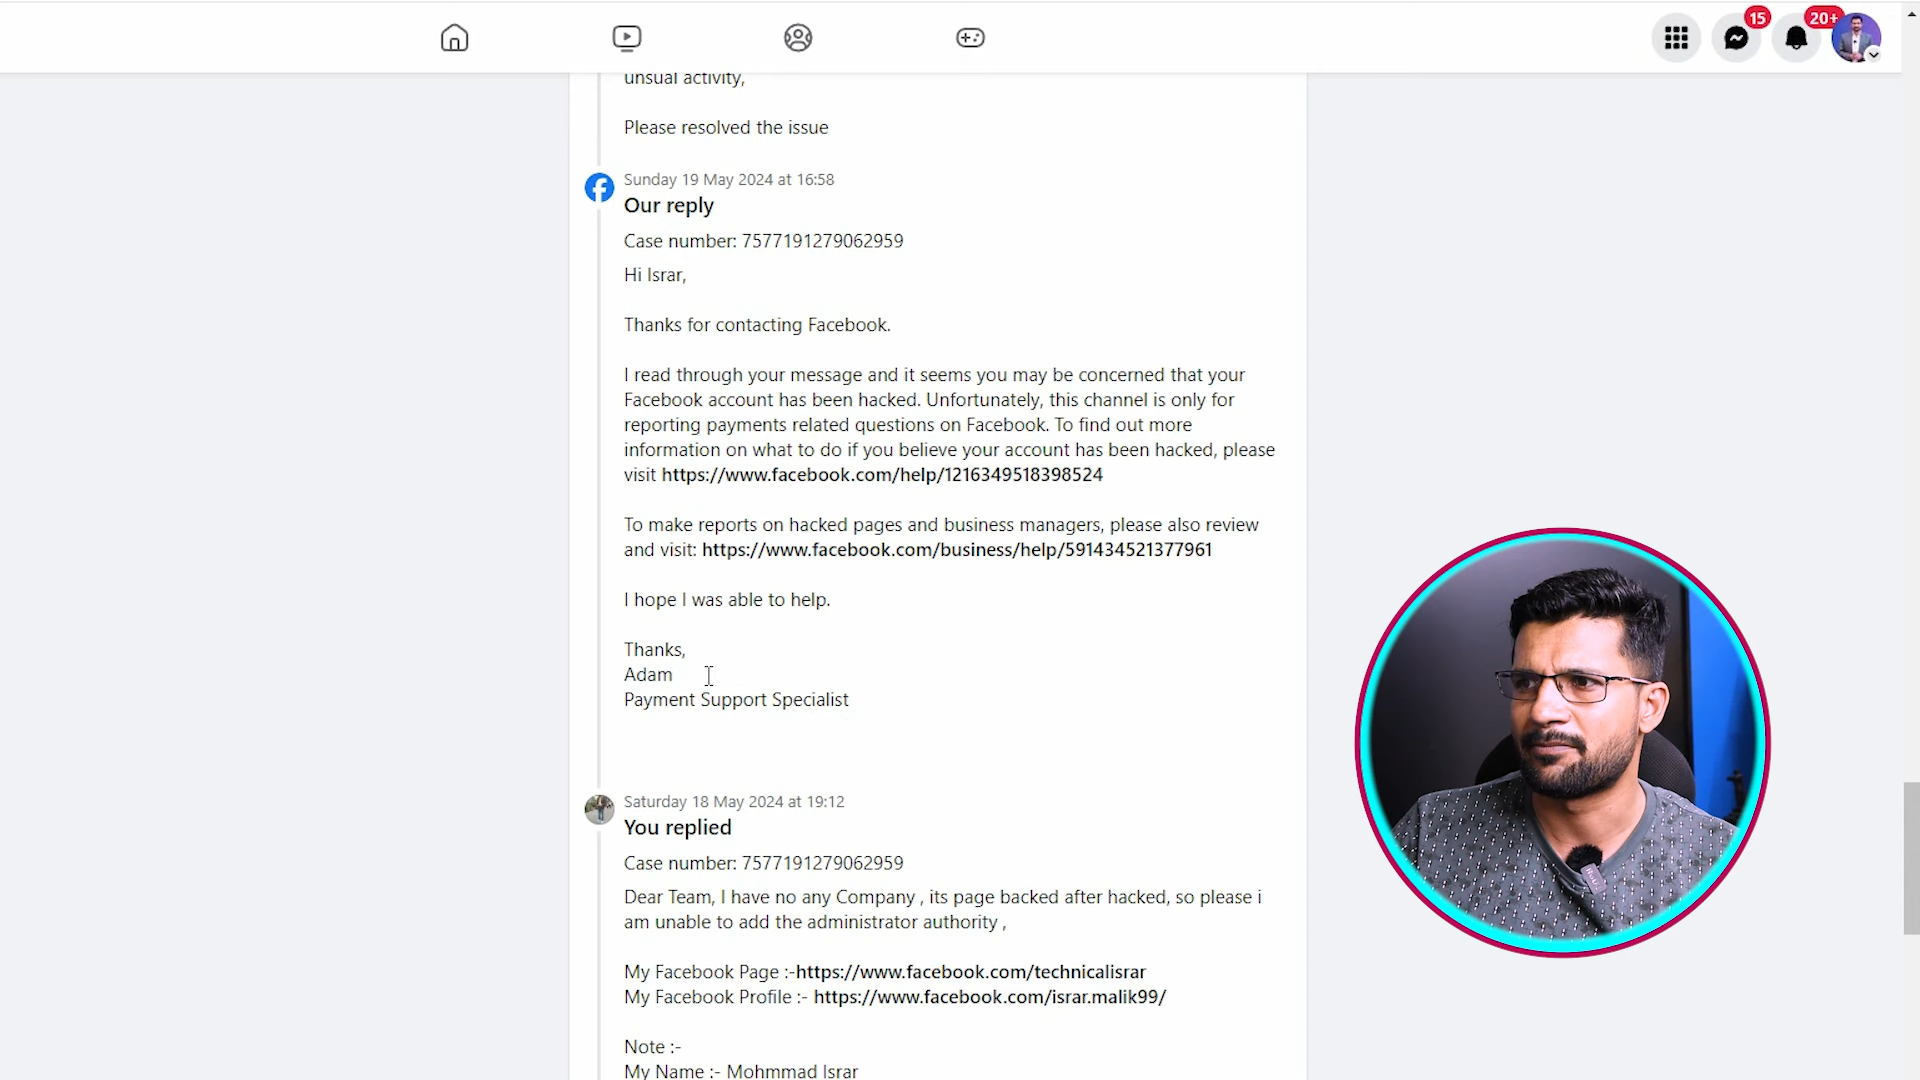 15
20+
unsual activity,
Please resolved the issue
Sunday 19 May 2024 at 16:58
Our reply
Case number: 7577191279062959
Hi Israr,
Thanks for contacting Facebook.
I read through your message and it seems you may be concerned that your
Facebook account has been hacked. Unfortunately, this channel is only for
reporting payments related questions on Facebook. To find out more
information on what to do if you believe your account has been hacked, please
visit https://www.facebook.com/help/1216349518398524
To make reports on hacked pages and business managers, please also review
and visit: https://www.facebook.com/business/help/591434521377961
I hope I was able to help.
Thanks,
Adam
Payment Support Specialist
Saturday 18 May 2024 at 19:12
You replied
Case number: 7577191279062959
Dear Team, I have no any Company , its page backed after hacked, so please i
am unable to add the administrator authority ,
My Facebook Page :-https://www.facebook.com/technicalisrar
My Facebook Profile :- https://www.facebook.com/israr.malik99/
Note :-
My Name :- Mohmmad Israr